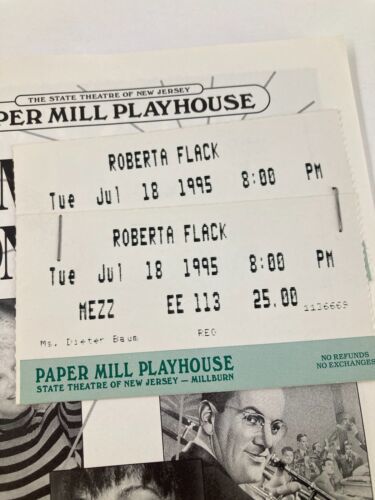 THE STATE THEATRE OF NEW JERSEY
PAPER MILL PLAYHOUSE
ROBERTA FLACK
Tue Jul 18 1995 8:00 PM
ROBERTA FLACK
Tue Jul 18 1995 8:00 PM
MEZZ EE 113 25.00 1136669
Ms. Dieter Baum REG
PAPER MILL PLAYHOUSE
STATE THEATRE OF NEW JERSEY — MILLBURN
NO REFUNDS
NO EXCHANGES